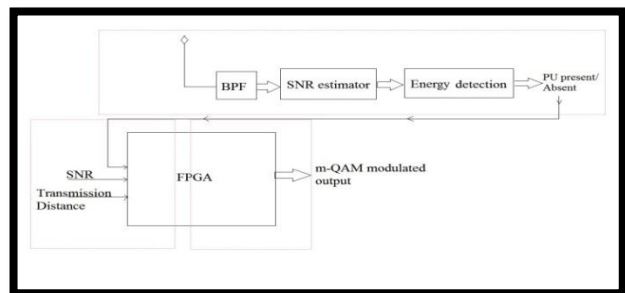 BPF
SNR estimator
Energy detection
PU present/
Absent
SNR
Transmission
Distance
FPGA
m-QAM modulated
output